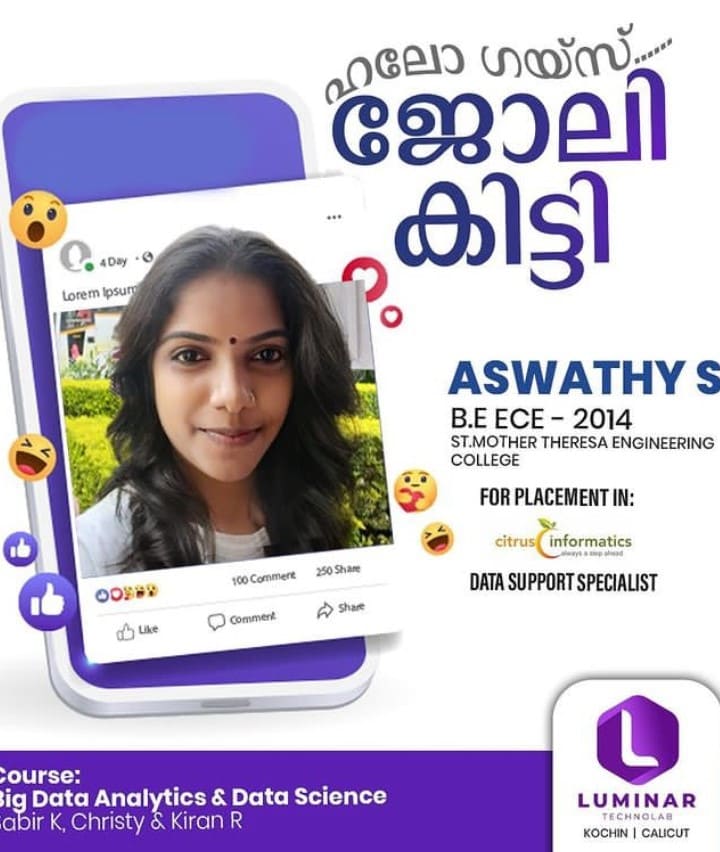 ഹലോ ഗയ്സ്......
ജോലി
കിട്ടി
4 Day
Lorem Ipsum
ASWATHY S
B.E ECE - 2014
ST.MOTHER THERESA ENGINEERING
COLLEGE
FOR PLACEMENT IN:
citrus informatics
always a step ahead
DATA SUPPORT SPECIALIST
100 Comment 250 Share
Like Comment Share
Course:
Big Data Analytics & Data Science
Sabir K, Christy & Kiran R
L
LUMINAR
TECHNOLAB
KOCHIN | CALICUT